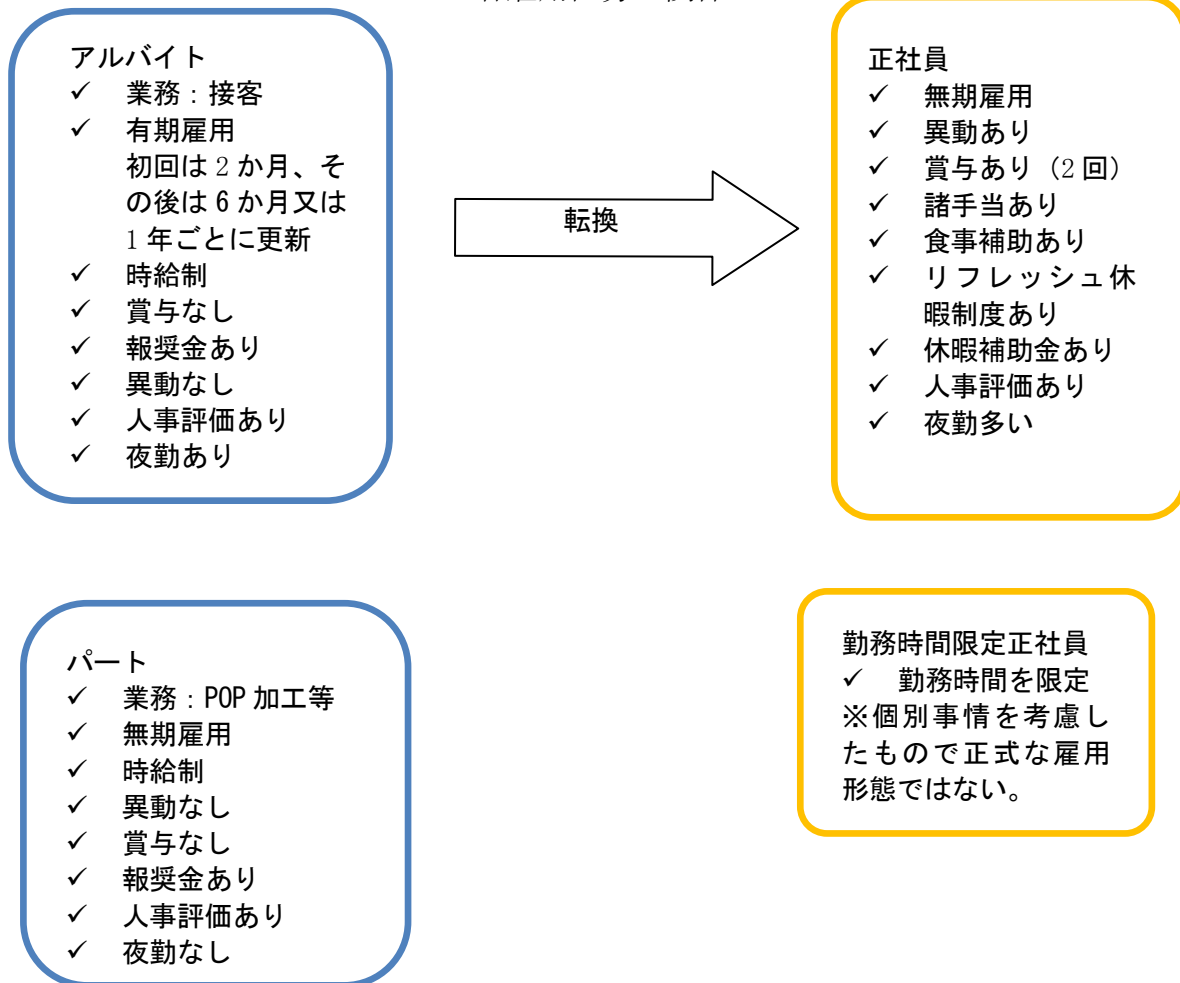 アルバイト
✓ 業務：接客
✓ 有期雇用
初回は2か月、そ
の後は6か月又は
1年ごとに更新
✓ 時給制
✓ 賞与なし
✓ 報奨金あり
✓ 異動なし
✓ 人事評価あり
✓ 夜勤あり
転換
正社員
✓ 無期雇用
✓ 異動あり
✓ 賞与あり（2回）
✓ 諸手当あり
✓ 食事補助あり
✓ リフレッシュ休
暇制度あり
✓ 休暇補助金あり
✓ 人事評価あり
✓ 夜勤多い
パート
✓ 業務：POP加工等
✓ 無期雇用
✓ 時給制
✓ 異動なし
✓ 賞与なし
✓ 報奨金あり
✓ 人事評価あり
✓ 夜勤なし
勤務時間限定正社員
✓ 勤務時間を限定
※個別事情を考慮し
たもので正式な雇用
形態ではない。